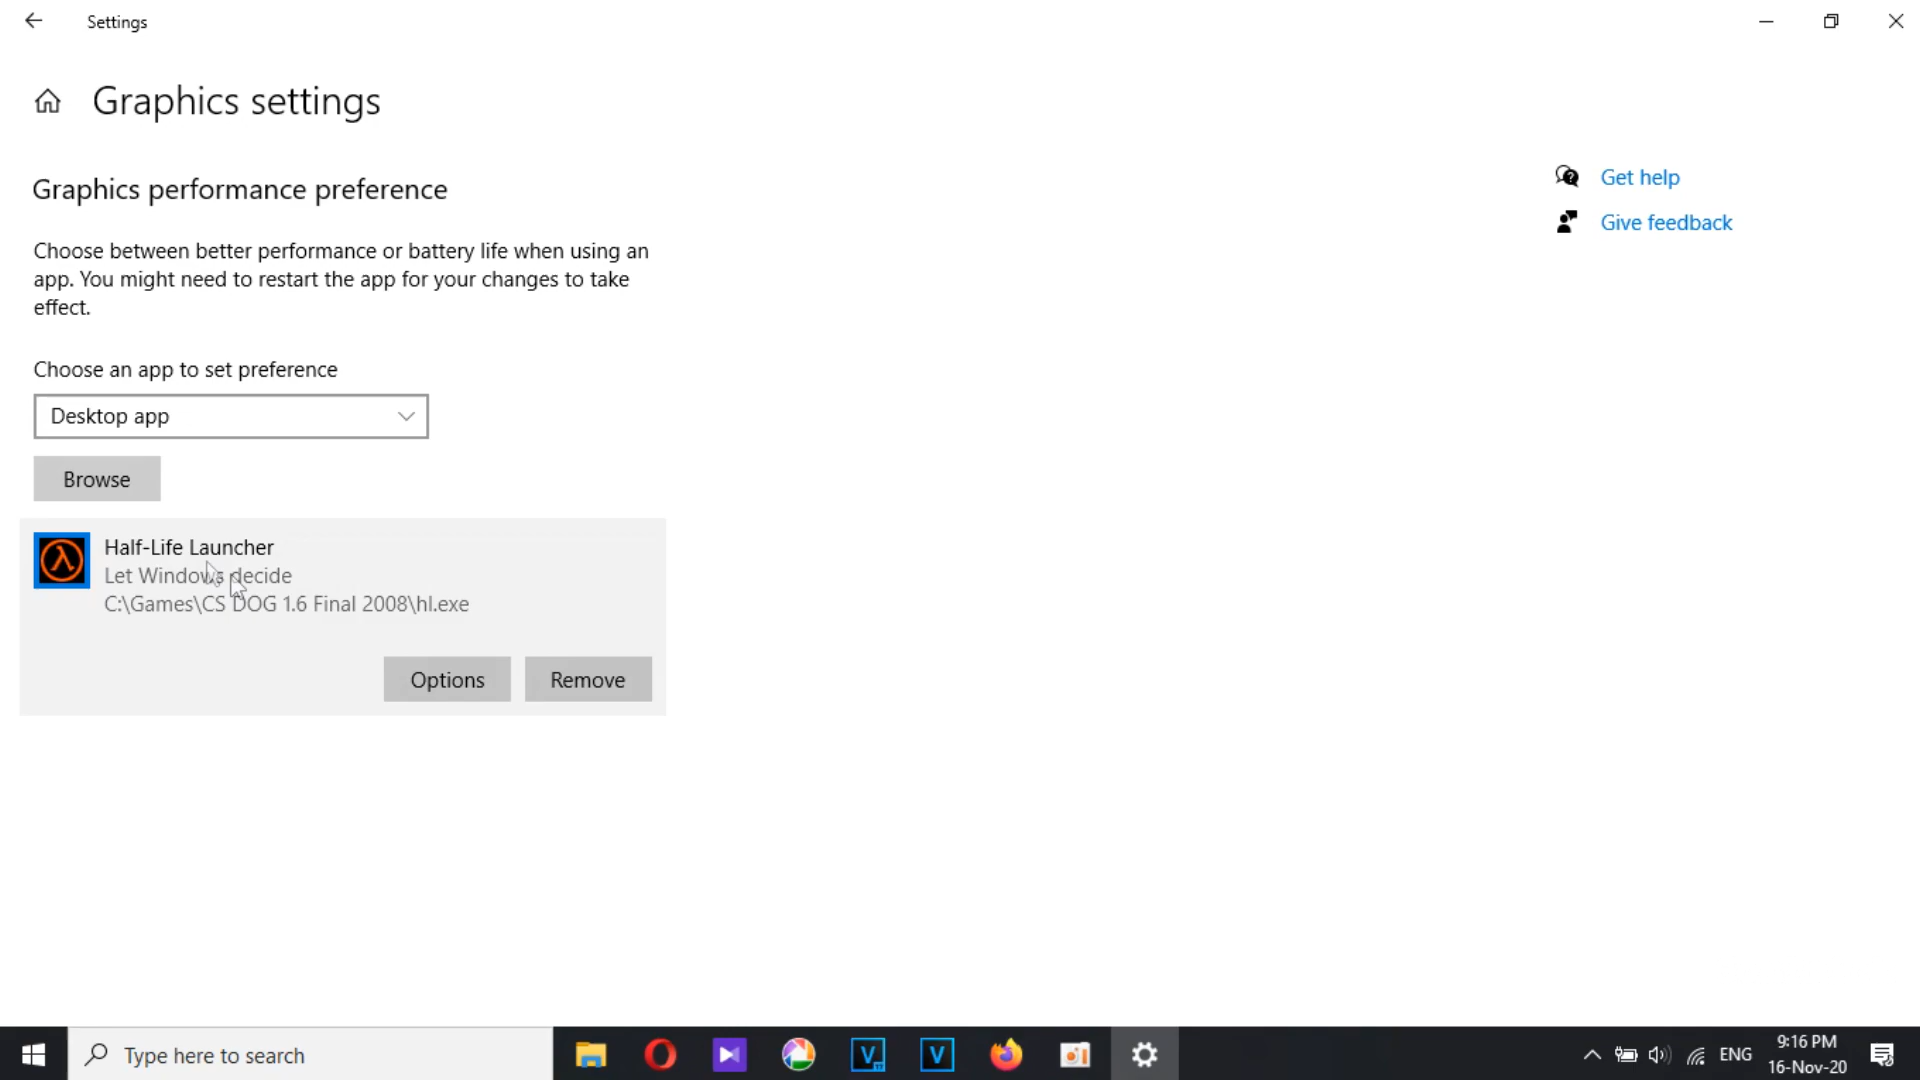 Settings
Graphics settings
Graphics performance preference
Choose between better performance or battery life when using an
app. You might need to restart the app for your changes to take
effect.
Choose an app to set preference
Desktop app
Browse
Half-Life Launcher
Let Windows decide
C:\Games\CS DOG 1.6 Final 2008\hl.exe
Options
Remove
Get help
Give feedback
Type here to search
ENG
9:16 PM
16-Nov-20